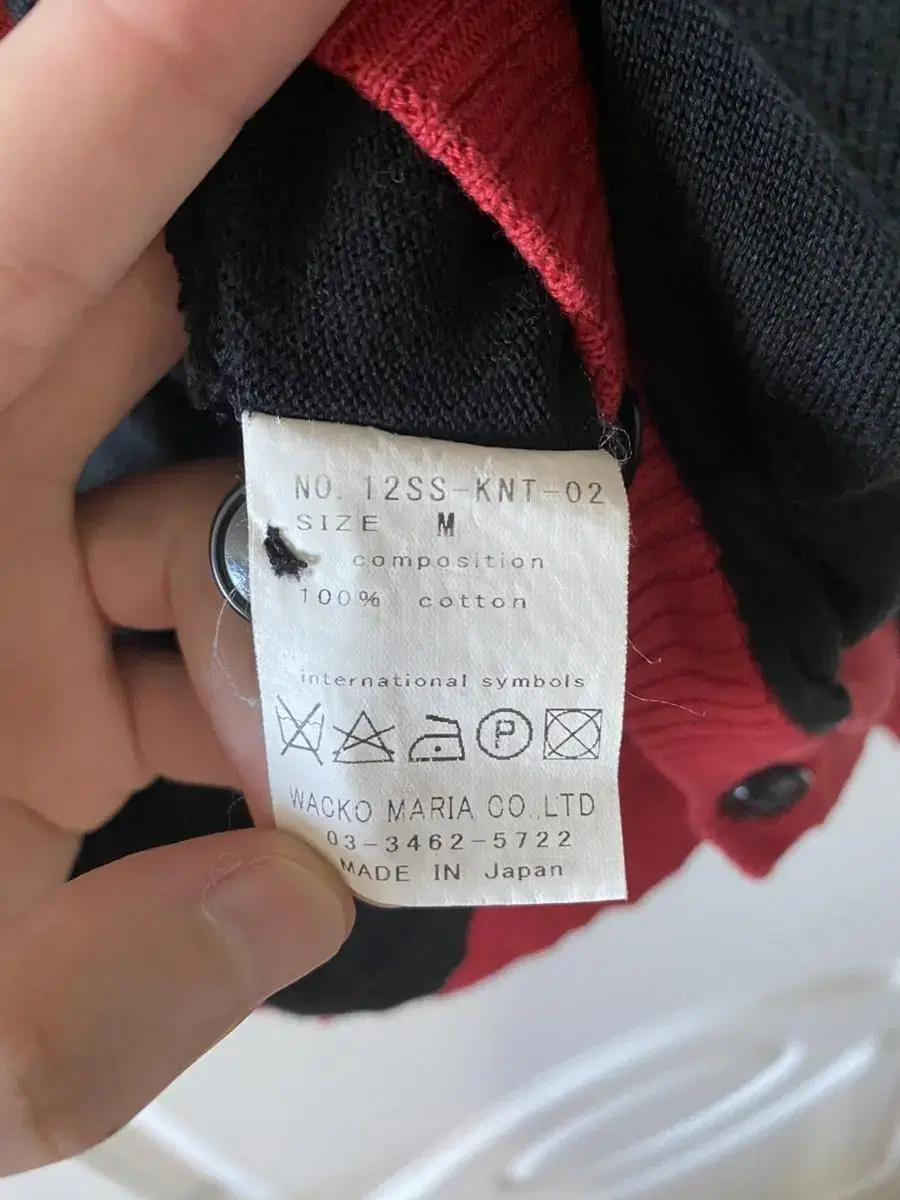 NO. 12SS-KNT-02
SIZE M
composition
100% cotton
international symbols
P
WACKO MARIA CO.,LTD
03-3462-5722
MADE IN Japan